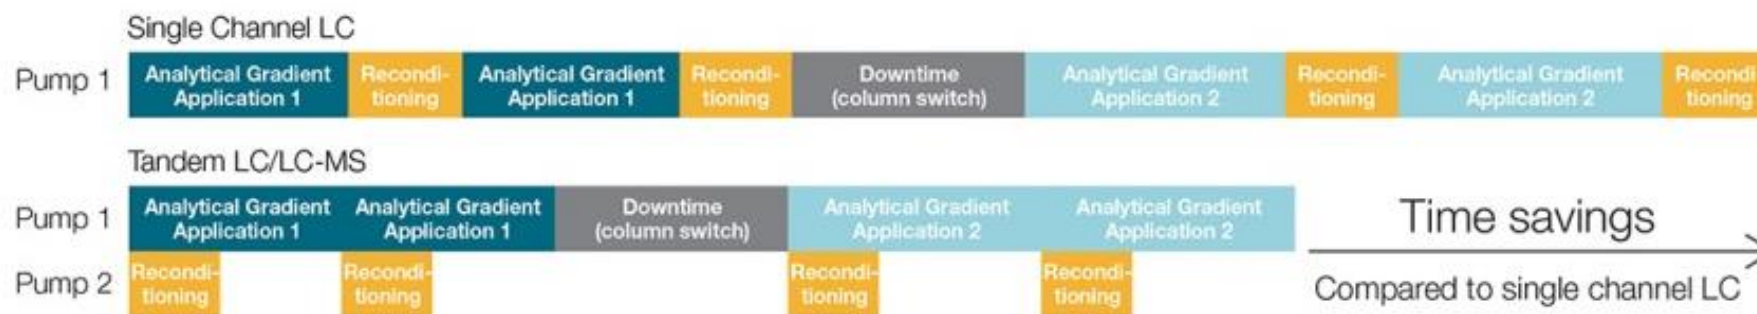 Single Channel LC
Pump 1
Analytical Gradient
Application 1
Recondi-
tioning
Analytical Gradient
Application 1
Recondi-
tioning
Downtime
(column switch)
Analytical Gradient
Application 2
Recondi-
tioning
Analytical Gradient
Application 2
Recondi
tioning
Tandem LC/LC-MS
Pump 1
Analytical Gradient
Application 1
Analytical Gradient
Application 1
Downtime
(column switch)
Analytical Gradient
Application 2
Analytical Gradient
Application 2
Pump 2
Recondi-
tioning
Recondi-
tioning
Recondi-
tioning
Recondi-
tioning
Time savings
Compared to single channel LC